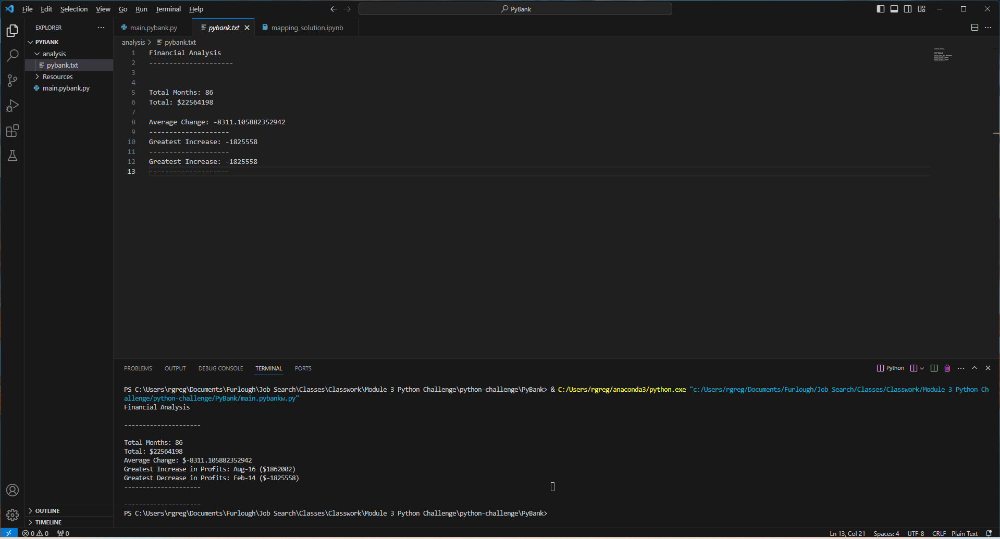 File Edit Selection View Go Run Terminal Help
PyBank
EXPLORER
main.pybank.py
pybank.txt
mapping_solution.ipynb
PYBANK
analysis
pybank.txt
Resources
main.pybank.py
analysis > pybank.txt
1 Financial Analysis
2 ---------------------
3
4
5 Total Months: 86
6 Total: $22564198
7
8 Average Change: -8311.105882352942
9 --------------------
10 Greatest Increase: -1825558
11 --------------------
12 Greatest Increase: -1825558
13 --------------------
PROBLEMS OUTPUT DEBUG CONSOLE TERMINAL PORTS
Python
PS C:\Users\rgreg\Documents\Furlough\Job Search\Classes\Classwork\Module 3 Python Challenge\python-challenge\PyBank> & C:/Users/rgreg/anaconda3/python.exe "c:/Users/rgreg/Documents/Furlough/Job Search/Classes/Classwork/Module 3 Python Ch
allenge/python-challenge/PyBank/main.pybankw.py"
Financial Analysis
---------------------
Total Months: 86
Total: $22564198
Average Change: $-8311.105882352942
Greatest Increase in Profits: Aug-16 ($1862002)
Greatest Decrease in Profits: Feb-14 ($-1825558)
---------------------
---------------------
PS C:\Users\rgreg\Documents\Furlough\Job Search\Classes\Classwork\Module 3 Python Challenge\python-challenge\PyBank>
OUTLINE
TIMELINE
0 0 0
Ln 13, Col 21 Spaces: 4 UTF-8 CRLF Plain Text